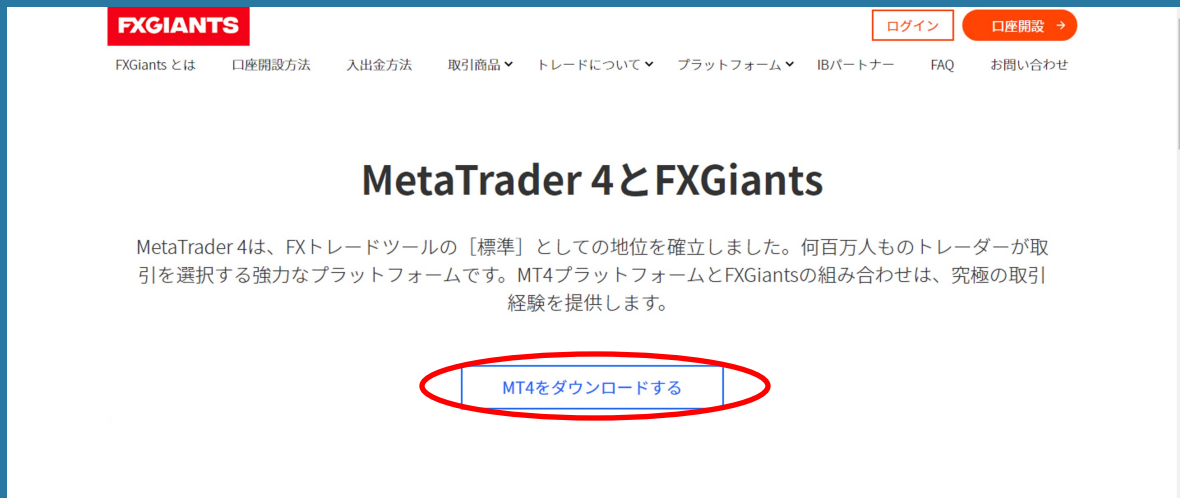 FXGIANTS
ログイン
口座開設 →
FXGiants とは 口座開設方法 入出金方法 取引商品 トレードについて プラットフォーム IBパートナー FAQ お問い合わせ
MetaTrader 4とFXGiants
MetaTrader 4は、FXトレードツールの［標準］としての地位を確立しました。何百万人ものトレーダーが取
引を選択する強力なプラットフォームです。MT4プラットフォームとFXGiantsの組み合わせは、究極の取引
経験を提供します。
MT4をダウンロードする